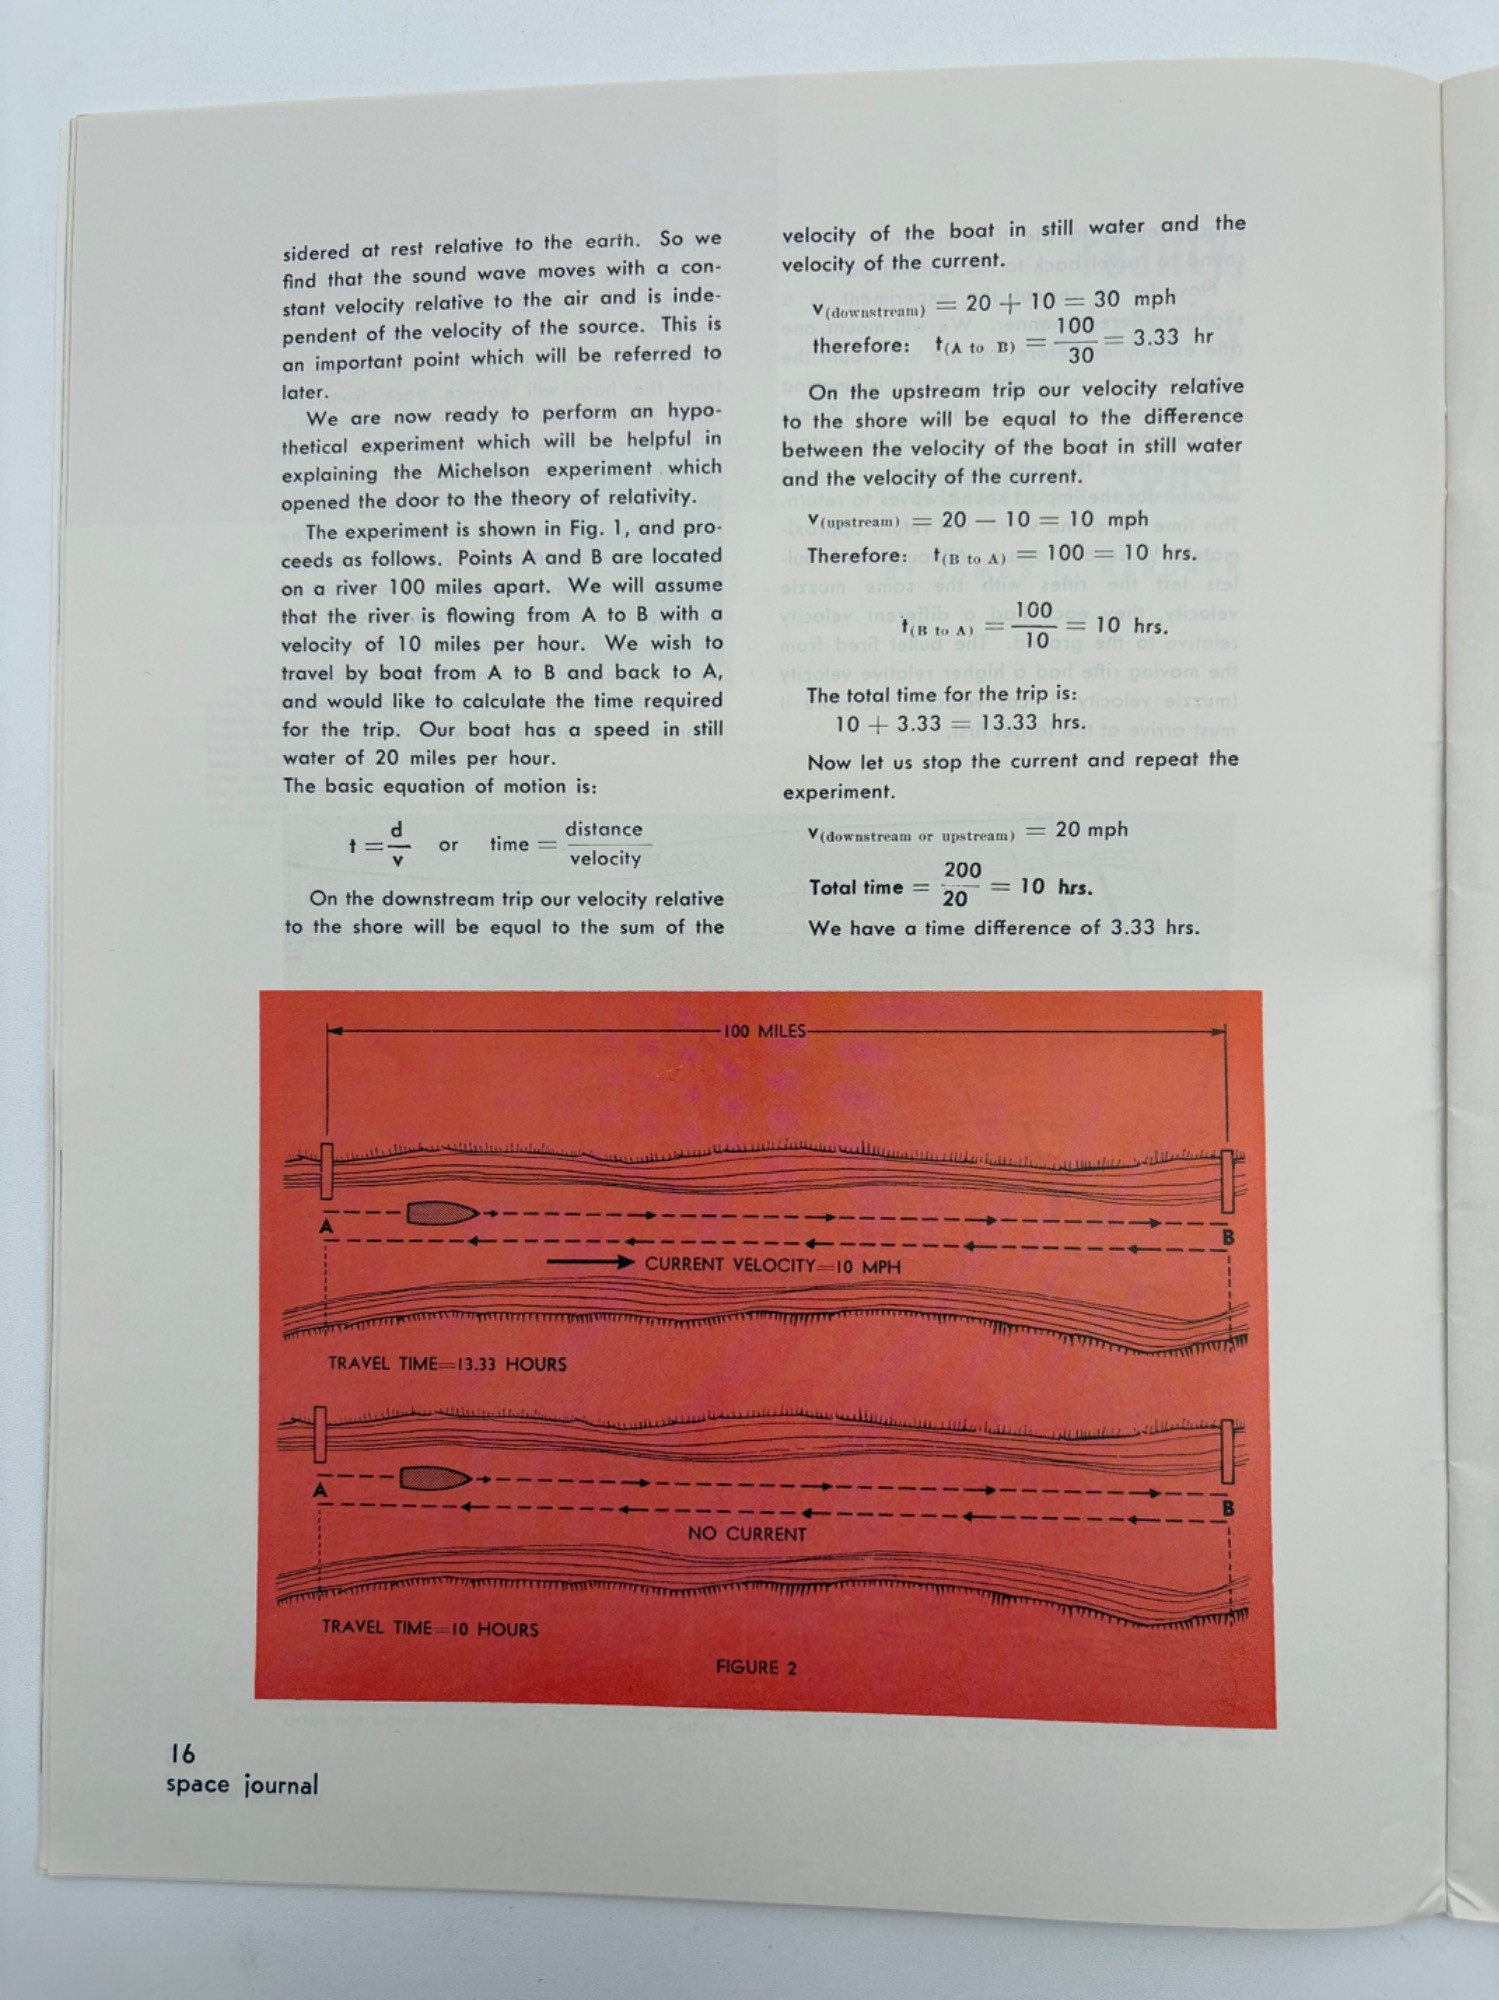 sidered at rest relative to the earth. So we
find that the sound wave moves with a con-
stant velocity relative to the air and is inde-
pendent of the velocity of the source. This is
an important point which will be referred to
later.
We are now ready to perform an hypo-
thetical experiment which will be helpful in
explaining the Michelson experiment which
opened the door to the theory of relativity.
The experiment is shown in Fig. 1, and pro-
ceeds as follows. Points A and B are located
on a river 100 miles apart. We will assume
that the river is flowing from A to B with a
velocity of 10 miles per hour. We wish to
travel by boat from A to B and back to A,
and would like to calculate the time required
for the trip. Our boat has a speed in still
water of 20 miles per hour.
The basic equation of motion is:
t = d/v or time = distance/velocity
On the downstream trip our velocity relative
to the shore will be equal to the sum of the
velocity of the boat in still water and the
velocity of the current.
v(downstream) = 20 + 10 = 30 mph
therefore: t(A to B) = 100/30 = 3.33 hr
On the upstream trip our velocity relative
to the shore will be equal to the difference
between the velocity of the boat in still water
and the velocity of the current.
v(upstream) = 20 — 10 = 10 mph
Therefore: t(B to A) = 100 = 10 hrs.
t(B to A) = 100/10 = 10 hrs.
The total time for the trip is:
10 + 3.33 = 13.33 hrs.
Now let us stop the current and repeat the
experiment.
v(downstream or upstream) = 20 mph
Total time = 200/20 = 10 hrs.
We have a time difference of 3.33 hrs.
100 MILES
A
B
CURRENT VELOCITY=10 MPH
TRAVEL TIME=13.33 HOURS
A
B
NO CURRENT
TRAVEL TIME=10 HOURS
FIGURE 2
16
space journal